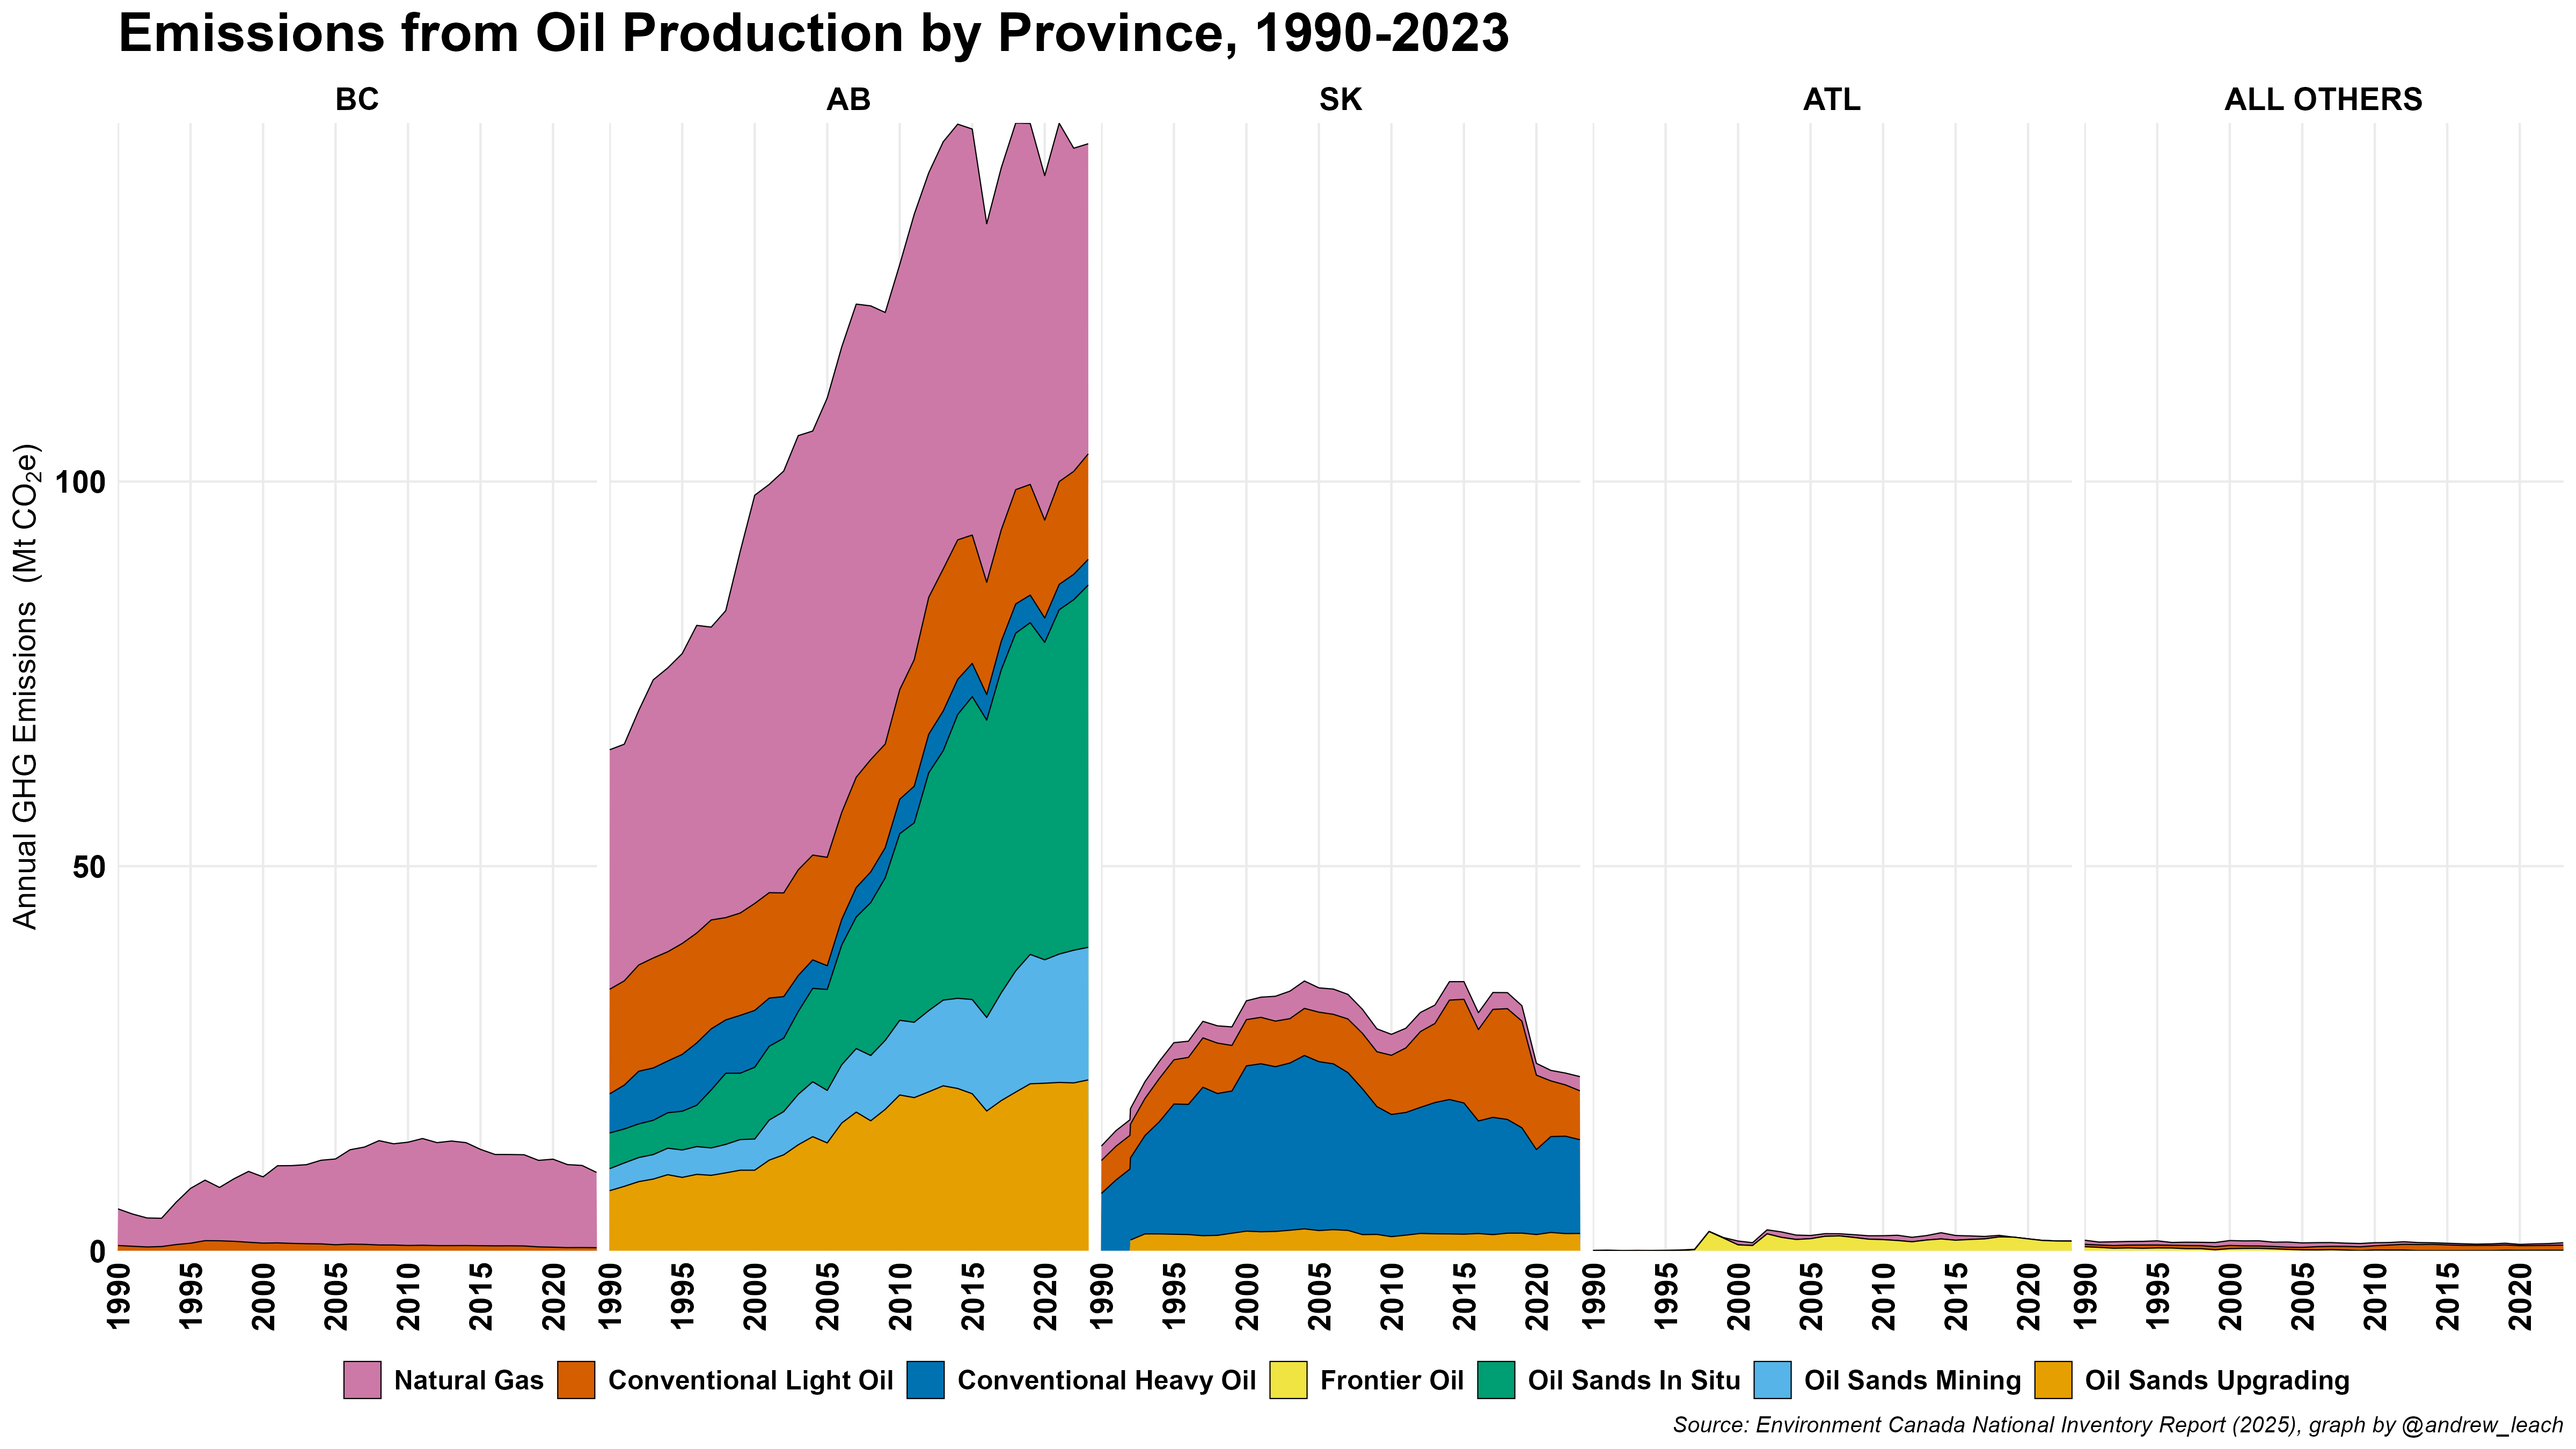 Emissions from Oil Production by Province, 1990-2023
BC AB SK ATL ALL OTHERS
Annual GHG Emissions (Mt CO₂e)
100
50
0
1990 1995 2000 2005 2010 2015 2020 1990 1995 2000 2005 2010 2015 2020 1990 1995 2000 2005 2010 2015 2020 1990 1995 2000 2005 2010 2015 2020 1990 1995 2000 2005 2010 2015 2020
Natural Gas Conventional Light Oil Conventional Heavy Oil Frontier Oil Oil Sands In Situ Oil Sands Mining Oil Sands Upgrading
Source: Environment Canada National Inventory Report (2025), graph by @andrew_leach